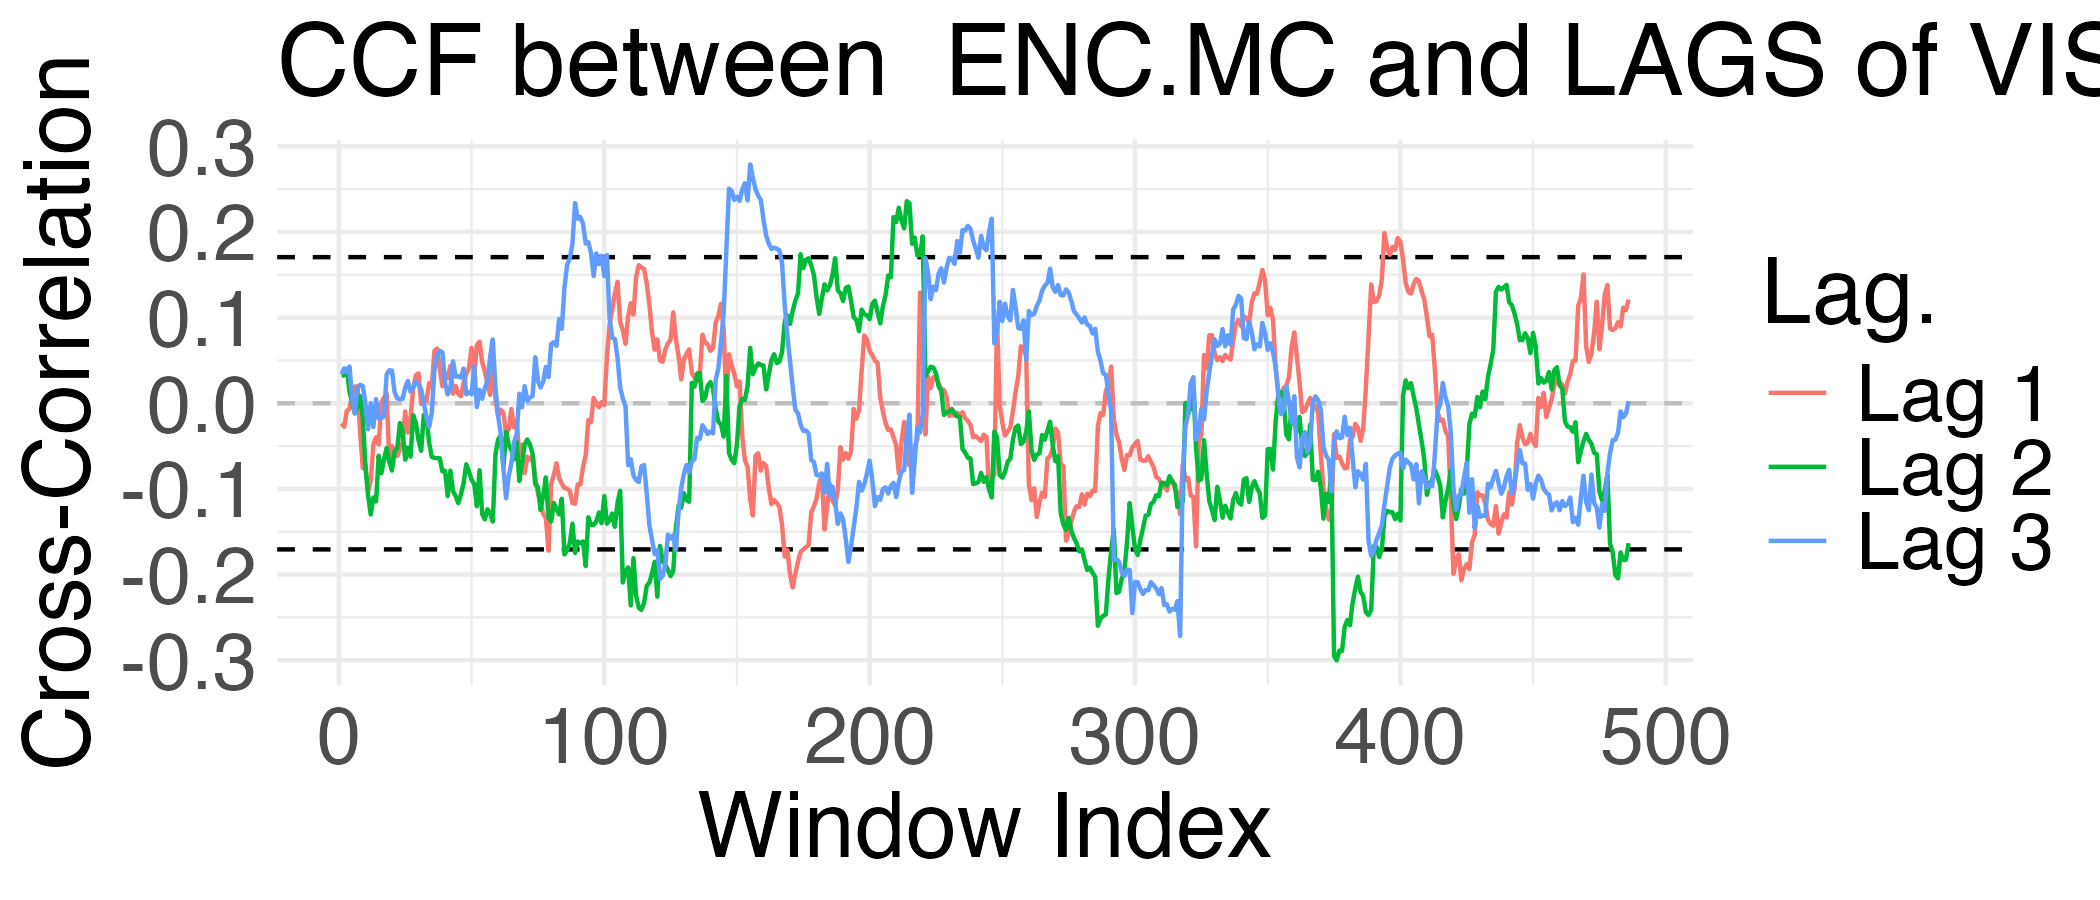 CCF between ENC.MC and LAGS of VIS
Cross-Correlation
0.3
0.2
0.1
0.0
-0.1
-0.2
-0.3
0 100 200 300 400 500
Window Index
Lag.
Lag 1
Lag 2
Lag 3